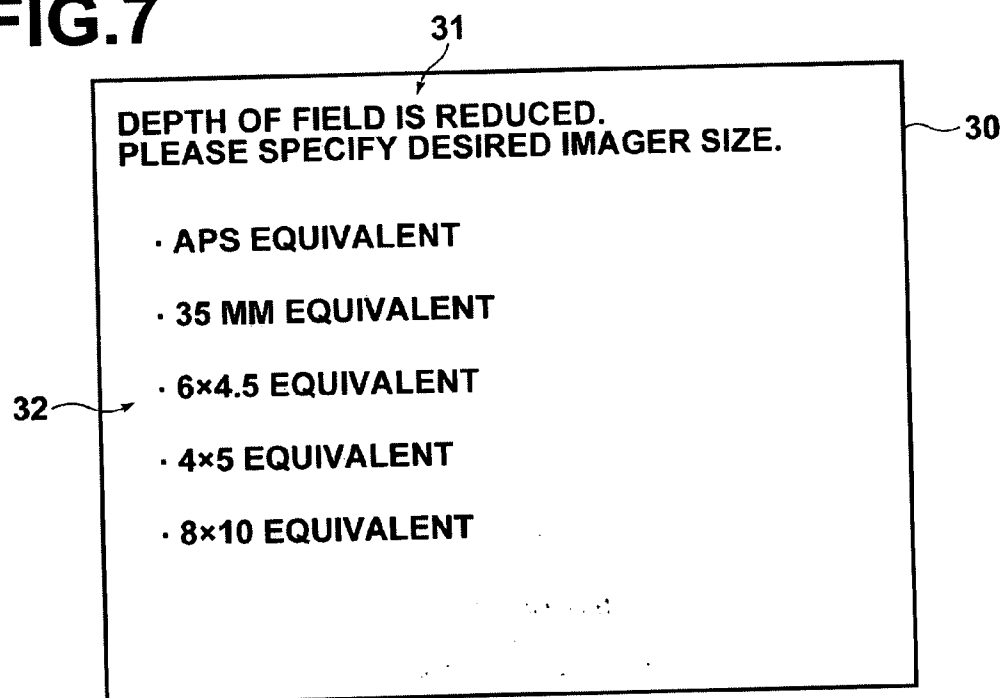 FIG.7
31
DEPTH OF FIELD IS REDUCED.
PLEASE SPECIFY DESIRED IMAGER SIZE.
30
· APS EQUIVALENT
· 35 MM EQUIVALENT
· 6×4.5 EQUIVALENT
32
· 4×5 EQUIVALENT
· 8×10 EQUIVALENT